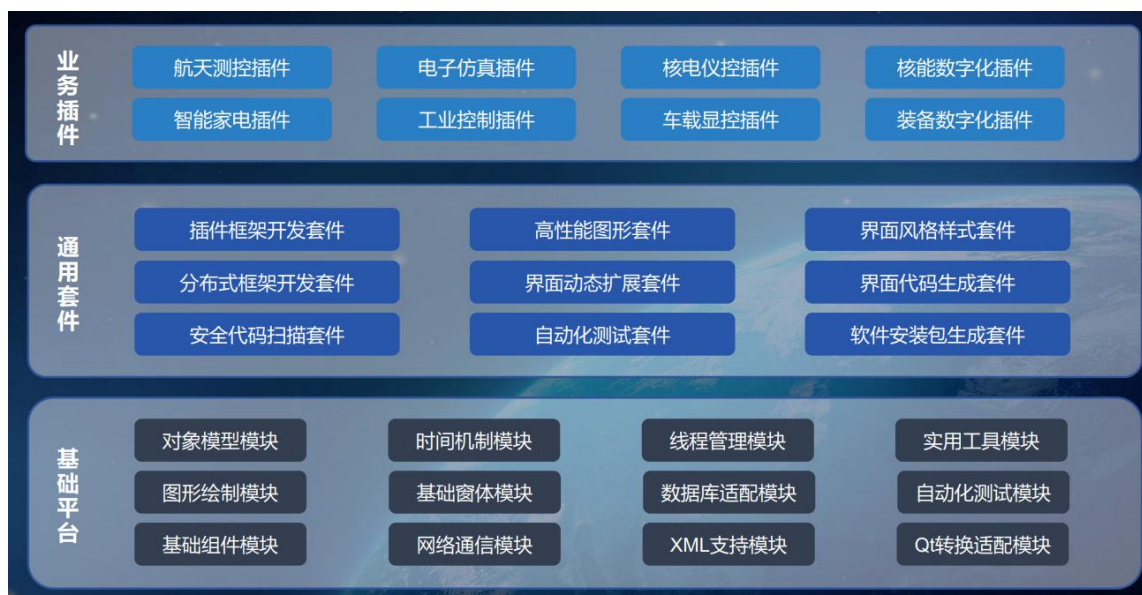 业务插件
航天测控插件
电子仿真插件
核电仪控插件
核能数字化插件
智能家电插件
工业控制插件
车载显控插件
装备数字化插件
通用套件
插件框架开发套件
高性能图形套件
界面风格样式套件
分布式框架开发套件
界面动态扩展套件
界面代码生成套件
安全代码扫描套件
自动化测试套件
软件安装包生成套件
基础平台
对象模型模块
时间机制模块
线程管理模块
实用工具模块
图形绘制模块
基础窗体模块
数据库适配模块
自动化测试模块
基础组件模块
网络通信模块
XML支持模块
Qt转换适配模块